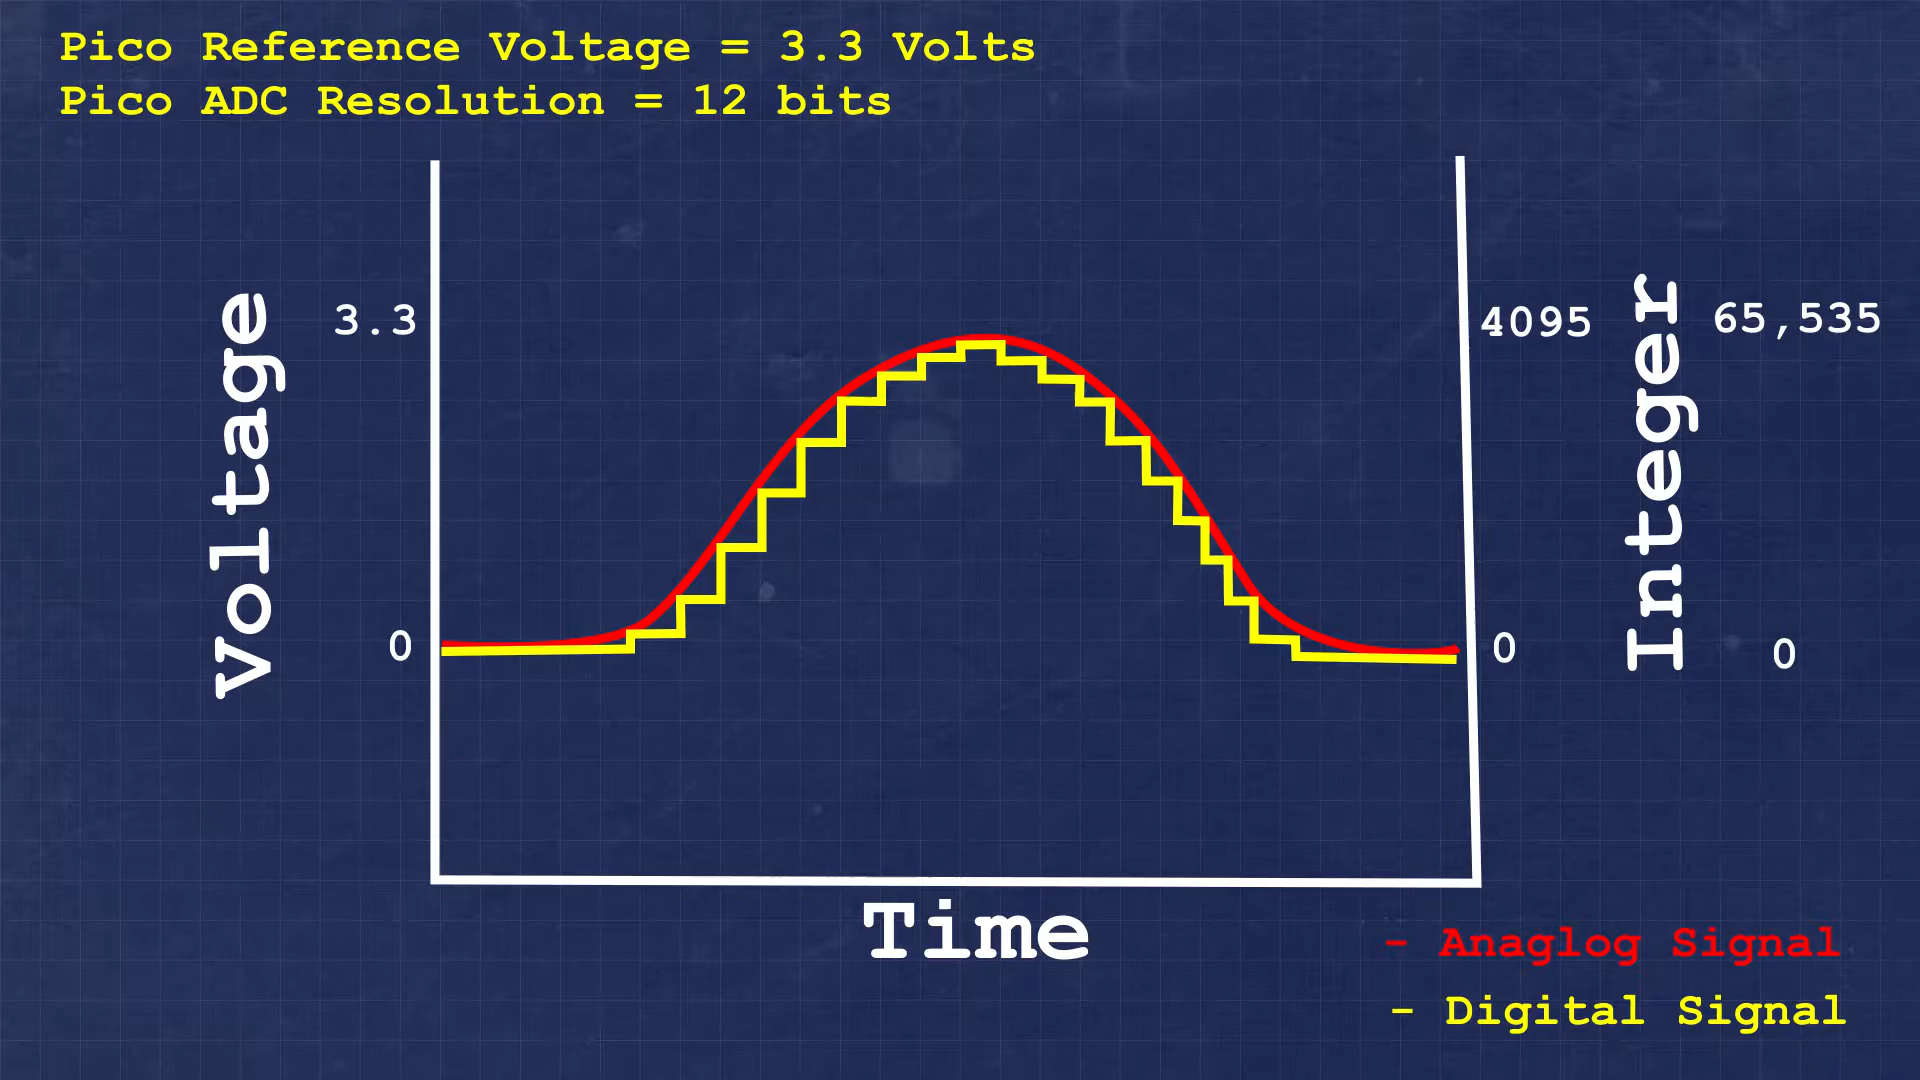 Pico Reference Voltage = 3.3 Volts
Pico ADC Resolution = 12 bits
Voltage
3.3
0
4095
0
Integer
65,535
0
Time
- Anaglog Signal
- Digital Signal